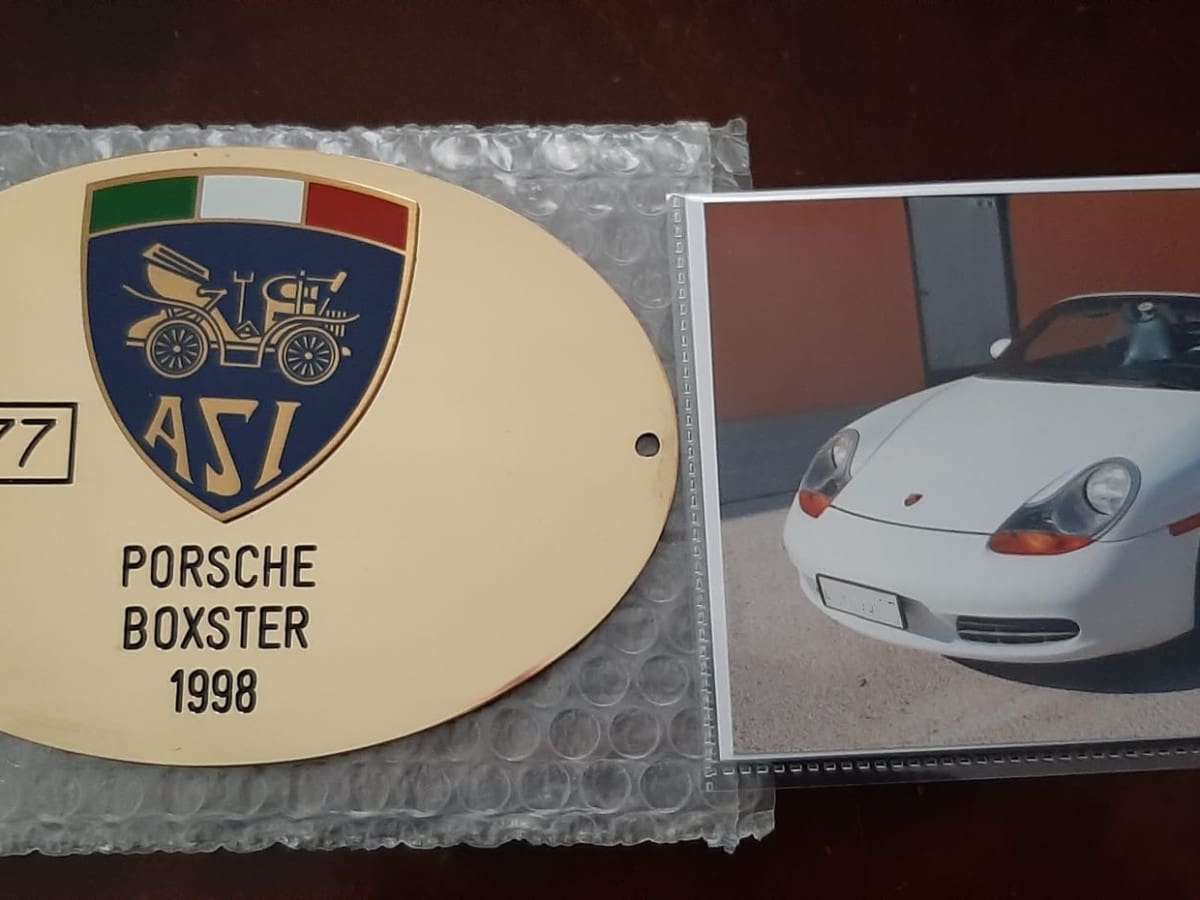 77
ASI
PORSCHE
BOXSTER
1998